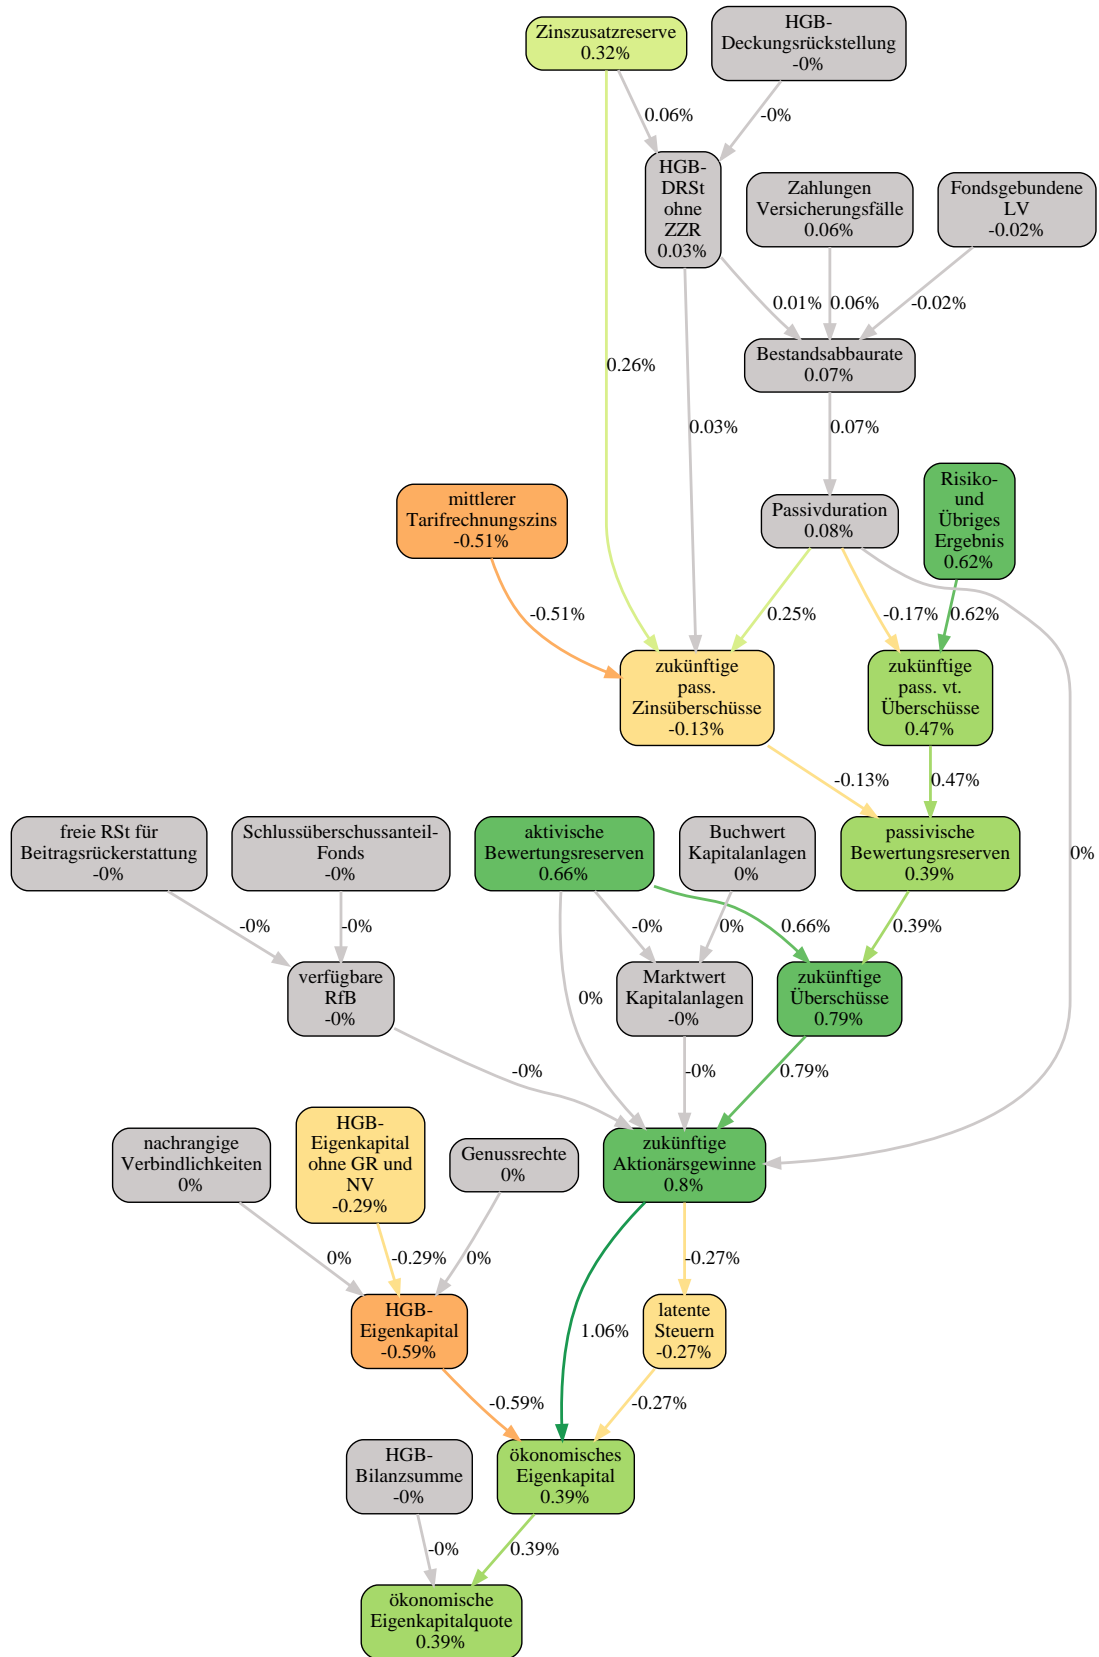 Zinszusatzreserve
0.32%
HGB-
Deckungsrückstellung
-0%
0.06%
-0%
HGB-
DRSt
ohne
ZZR
0.03%
Zahlungen
Versicherungsfälle
0.06%
Fondsgebundene
LV
-0.02%
0.01%
0.06%
-0.02%
Bestandsabbaurate
0.07%
0.26%
0.03%
0.07%
mittlerer
Tarifrechnungszins
-0.51%
Passivduration
0.08%
Risiko-
und
Übriges
Ergebnis
0.62%
-0.51%
0.25%
-0.17%
0.62%
zukünftige
pass.
Zinsüberschüsse
-0.13%
zukünftige
pass. vt.
Überschüsse
0.47%
-0.13%
0.47%
freie RSt für
Beitragsrückerstattung
-0%
Schlussüberschussanteil-
Fonds
-0%
aktivische
Bewertungsreserven
0.66%
Buchwert
Kapitalanlagen
0%
passivische
Bewertungsreserven
0.39%
0%
-0%
-0%
-0%
0%
0.66%
0.39%
verfügbare
RfB
-0%
0%
Marktwert
Kapitalanlagen
-0%
zukünftige
Überschüsse
0.79%
-0%
-0%
0.79%
nachrangige
Verbindlichkeiten
0%
HGB-
Eigenkapital
ohne GR und
NV
-0.29%
Genussrechte
0%
zukünftige
Aktionärsgewinne
0.8%
0%
-0.29%
0%
-0.27%
HGB-
Eigenkapital
-0.59%
1.06%
latente
Steuern
-0.27%
-0.59%
-0.27%
HGB-
Bilanzsumme
-0%
ökonomisches
Eigenkapital
0.39%
-0%
0.39%
ökonomische
Eigenkapitalquote
0.39%